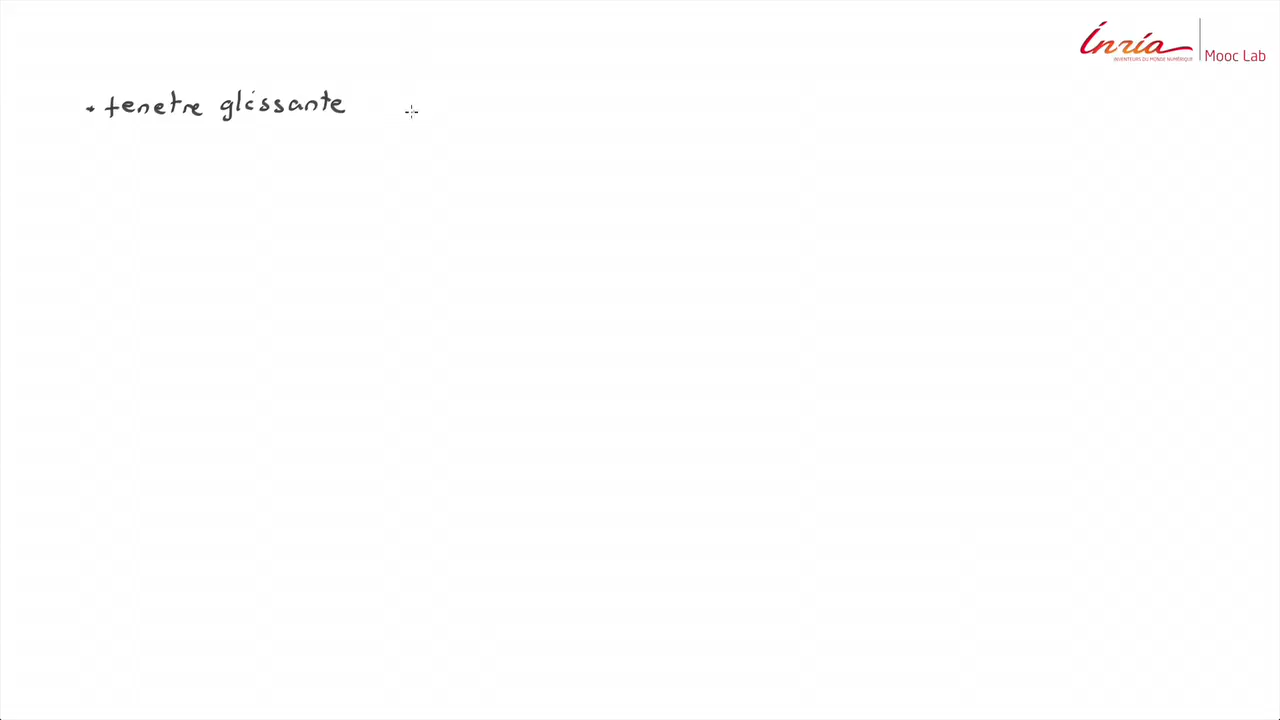 • fenetre glissante
inria
INVENTEURS DU MONDE NUMÉRIQUE
Mooc Lab